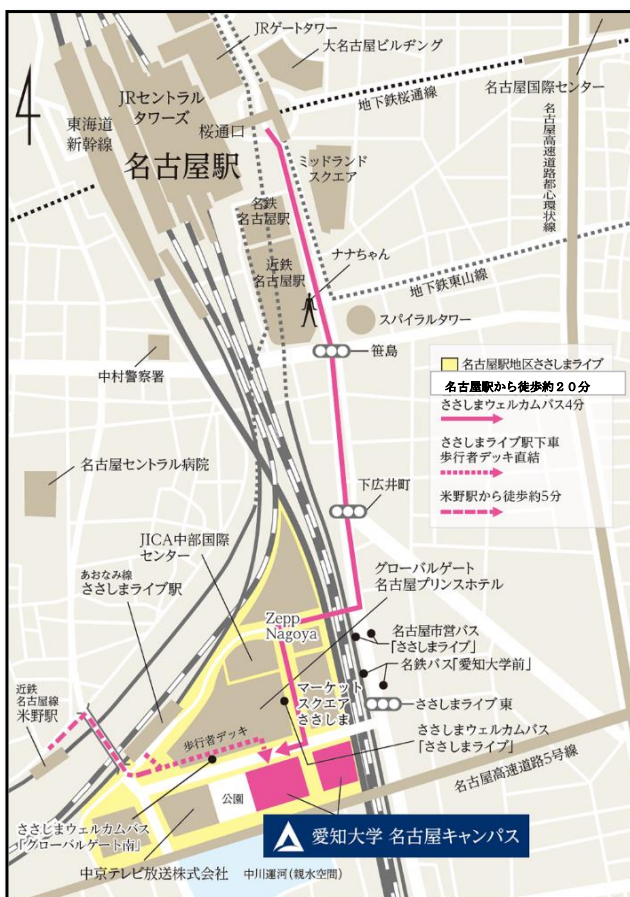 JRゲートタワー
大名古屋ビルヂング
JRセントラル
タワーズ
地下鉄桜通線
名古屋国際センター
東海道
新幹線
桜通口
名古屋駅
ミッドランド
スクエア
名古屋高速道路都心環状線
名鉄
名古屋駅
近鉄
名古屋駅
ナナちゃん
地下鉄東山線
スパイラルタワー
中村警察署
笹島
名古屋駅地区ささしまライブ
名古屋駅から徒歩約20分
ささしまウェルカムバス4分
ささしまライブ駅下車
歩行者デッキ直結
米野駅から徒歩約5分
名古屋セントラル病院
下広井町
JICA中部国際
センター
あおなみ線
ささしまライブ駅
グローバルゲート
名古屋プリンスホテル
Zepp
Nagoya
名古屋市営バス
「ささしまライブ」
名鉄バス「愛知大学前」
近鉄
名古屋線
米野駅
マーケット
スクエア
ささしま
ささしまライブ東
歩行者デッキ
ささしまウェルカムバス
「ささしまライブ」
名古屋高速道路5号線
公園
ささしまウェルカムバス
「グローバルゲート南」
愛知大学 名古屋キャンパス
中京テレビ放送株式会社
中川運河(親水空間)